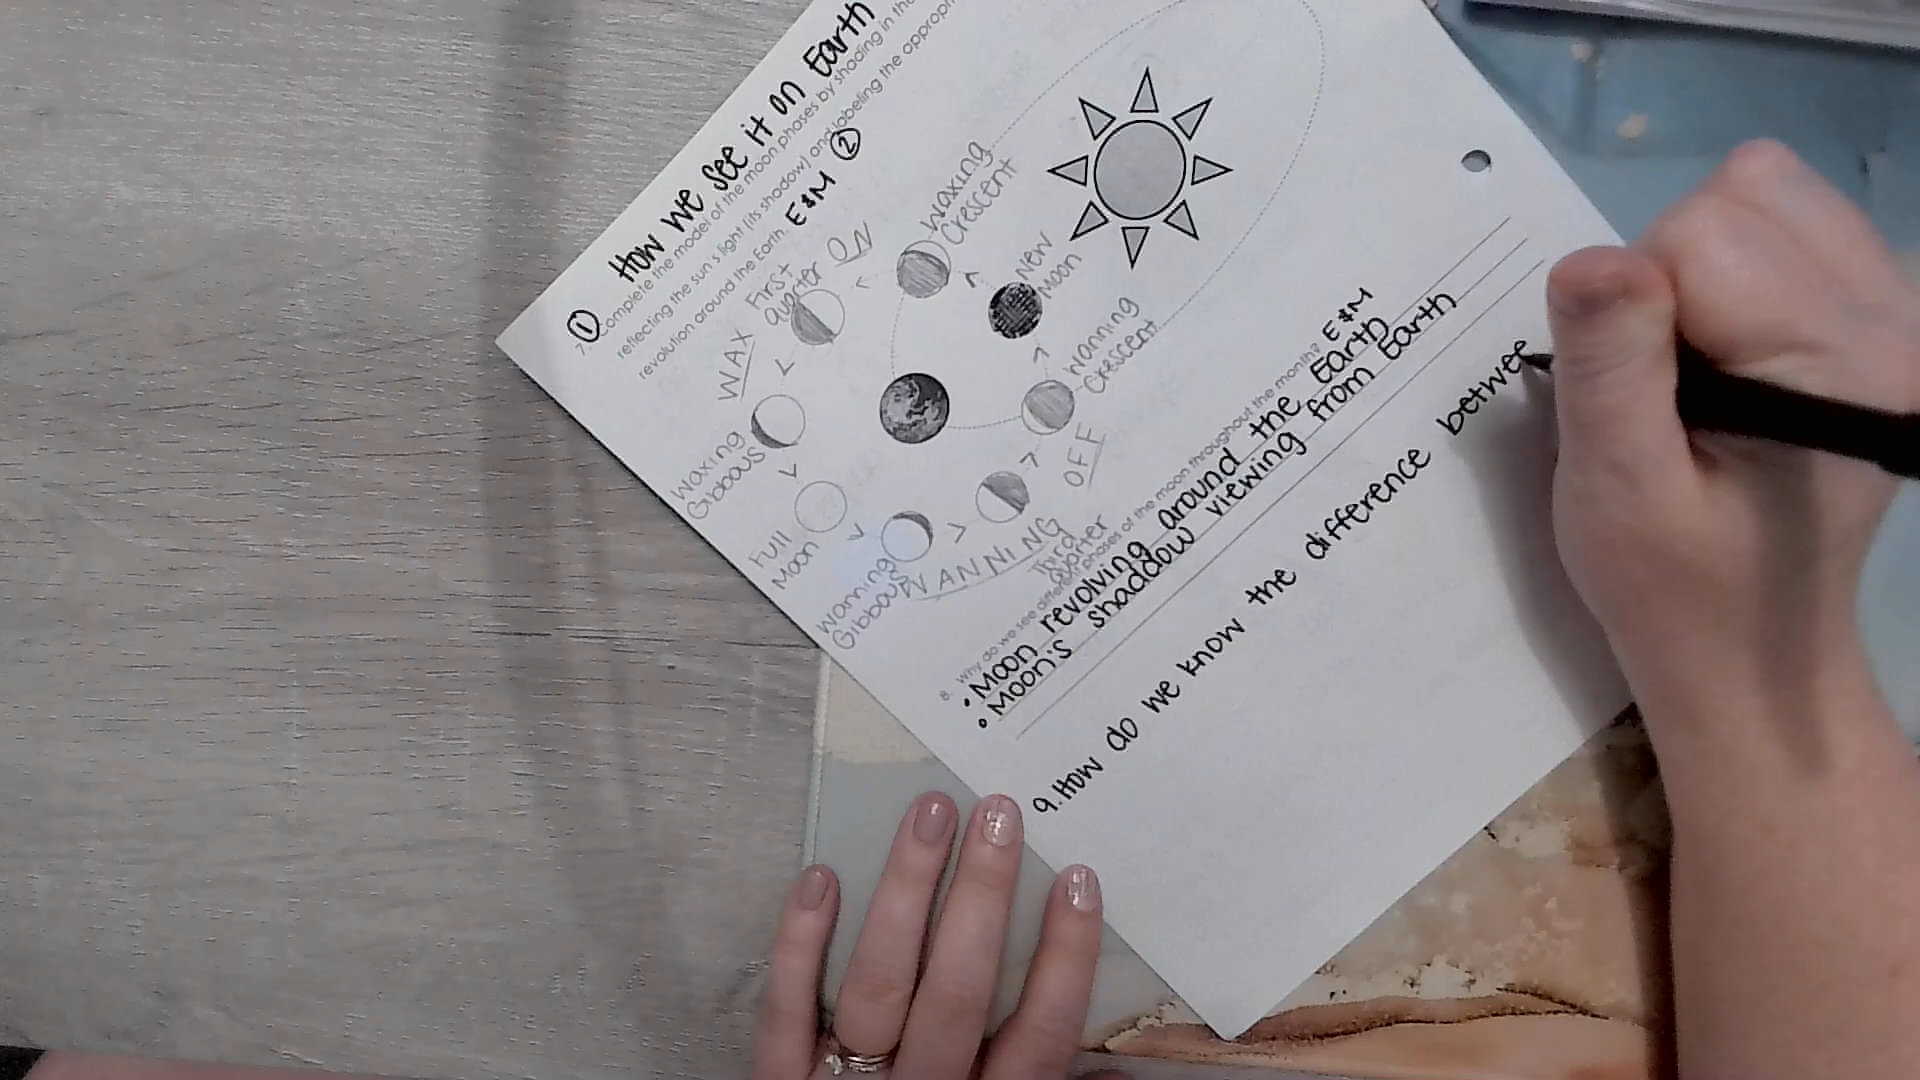 ① How we see it on Earth
7. Complete the model of the moon phases by shading in the
reflecting the sun's light (its shadow) and labeling the appropri
revolution around the Earth. E & M ②
Waxing
Crescent
New
Moon
First
Quarter
ON
WAX
Wanning
Crescent
Waxing
Gibbous
OFF
Full
Moon
Wanning
Gibbous
WANNING
Third
Quarter
8. Why do we see different phases of the moon throughout the month? E & M
• Moon revolving around the Earth
• Moon's shaddow viewing from Earth
9. How do we know the difference betwee